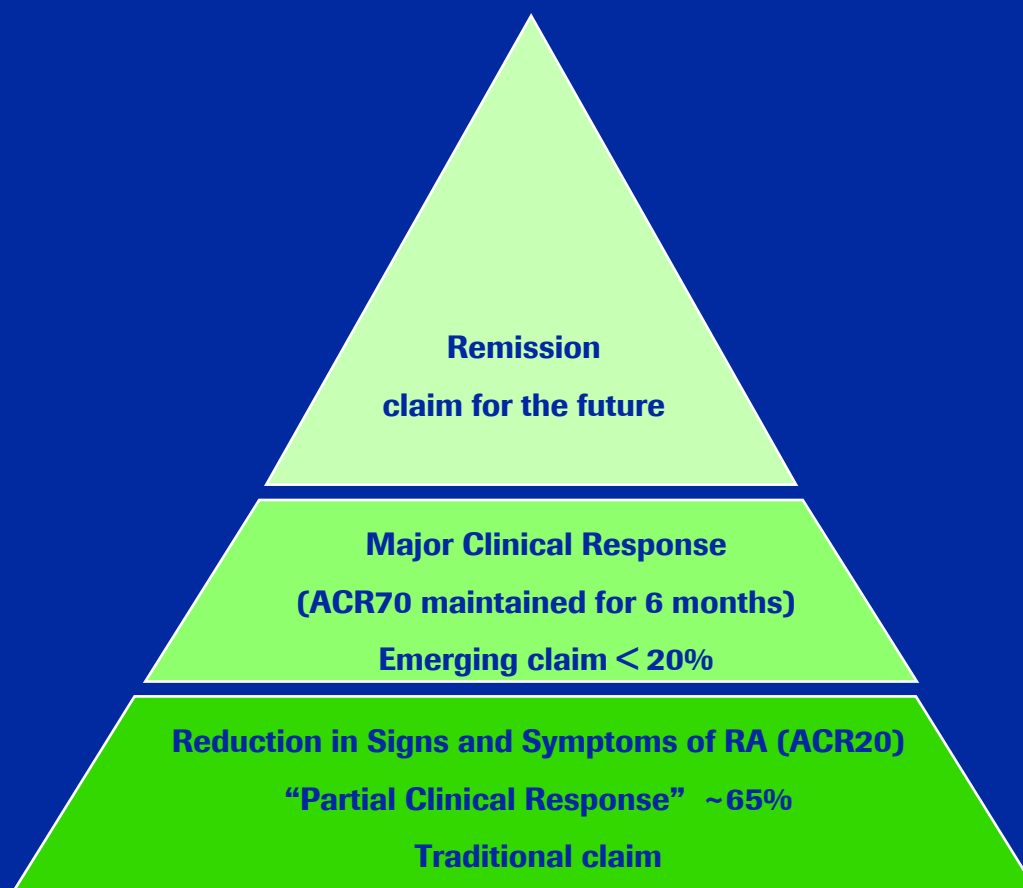 Remission
claim for the future
Major Clinical Response
(ACR70 maintained for 6 months)
Emerging claim < 20%
Reduction in Signs and Symptoms of RA (ACR20)
“Partial Clinical Response” ~65%
Traditional claim